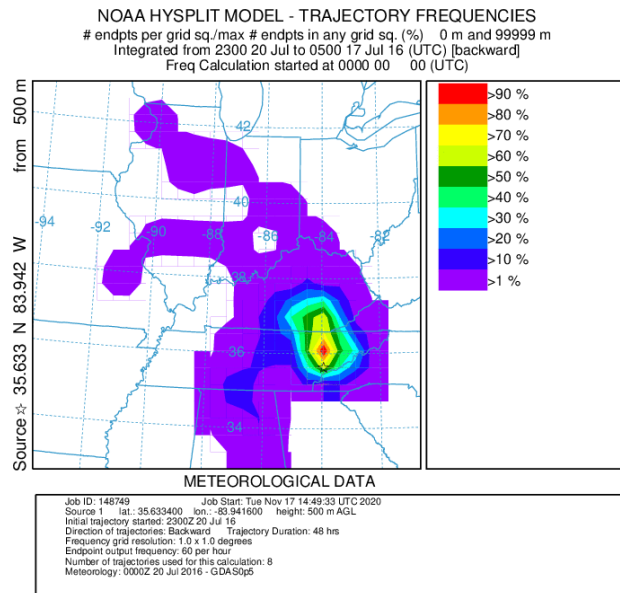 NOAA HYSPLIT MODEL - TRAJECTORY FREQUENCIES
# endpts per grid sq./max # endpts in any grid sq. (%)   0 m and 99999 m
Integrated from 2300 20 Jul to 0500 17 Jul 16 (UTC) [backward]
Freq Calculation started at 0000 00   00 (UTC)
Source ☆ 35.633 N 83.942 W   from 500 m
42
40
-94
-92
-90
-88
-86
-84
-82
38
36
34
>90 %
>80 %
>70 %
>60 %
>50 %
>40 %
>30 %
>20 %
>10 %
>1 %
METEOROLOGICAL DATA
Job ID: 148749   Job Start: Tue Nov 17 14:49:33 UTC 2020
Source 1   lat.: 35.633400   lon.: -83.941600   height: 500 m AGL
Initial trajectory started: 2300Z 20 Jul 16
Direction of trajectories: Backward   Trajectory Duration: 48 hrs
Frequency grid resolution: 1.0 x 1.0 degrees
Endpoint output frequency: 60 per hour
Number of trajectories used for this calculation: 8
Meteorology: 0000Z 20 Jul 2016 - GDAS0p5